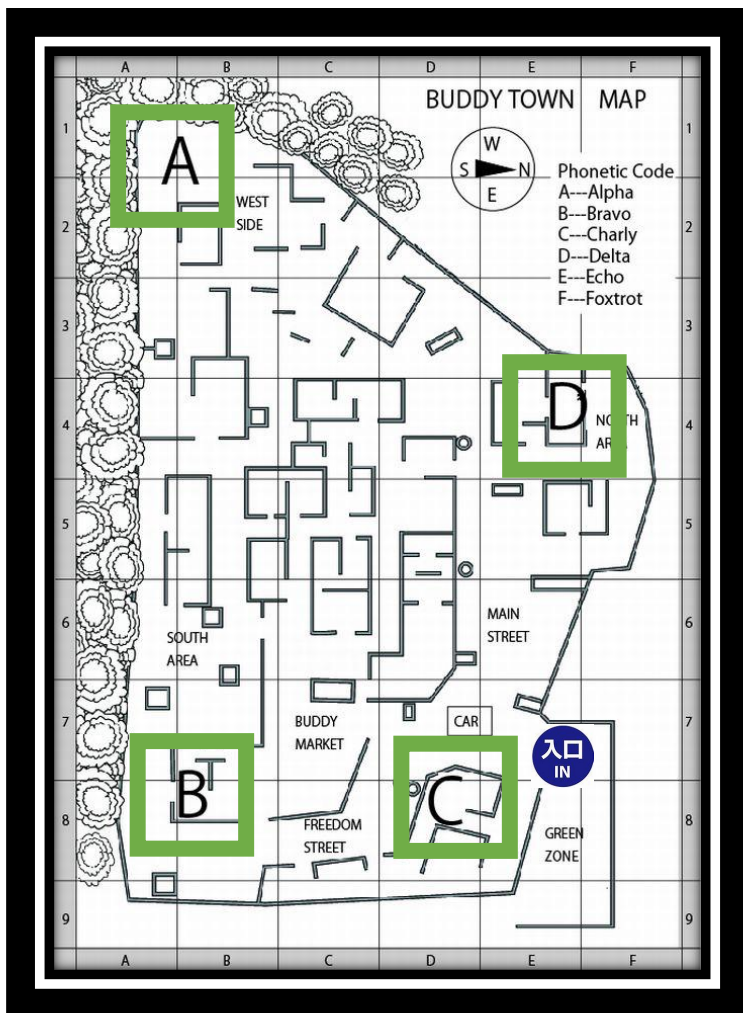 A B C D E F
BUDDY TOWN MAP
1 1
A
W
S N
E
Phonetic Code
A---Alpha
B---Bravo
C---Charly
D---Delta
E---Echo
F---Foxtrot
WEST
SIDE
2 2
3 3
D
NORTH
AREA
4 4
5 5
6 6
MAIN
STREET
SOUTH
AREA
7 7
BUDDY
MARKET
CAR
入口
IN
B
C
8 8
FREEDOM
STREET
GREEN
ZONE
9 9
A B C D E F